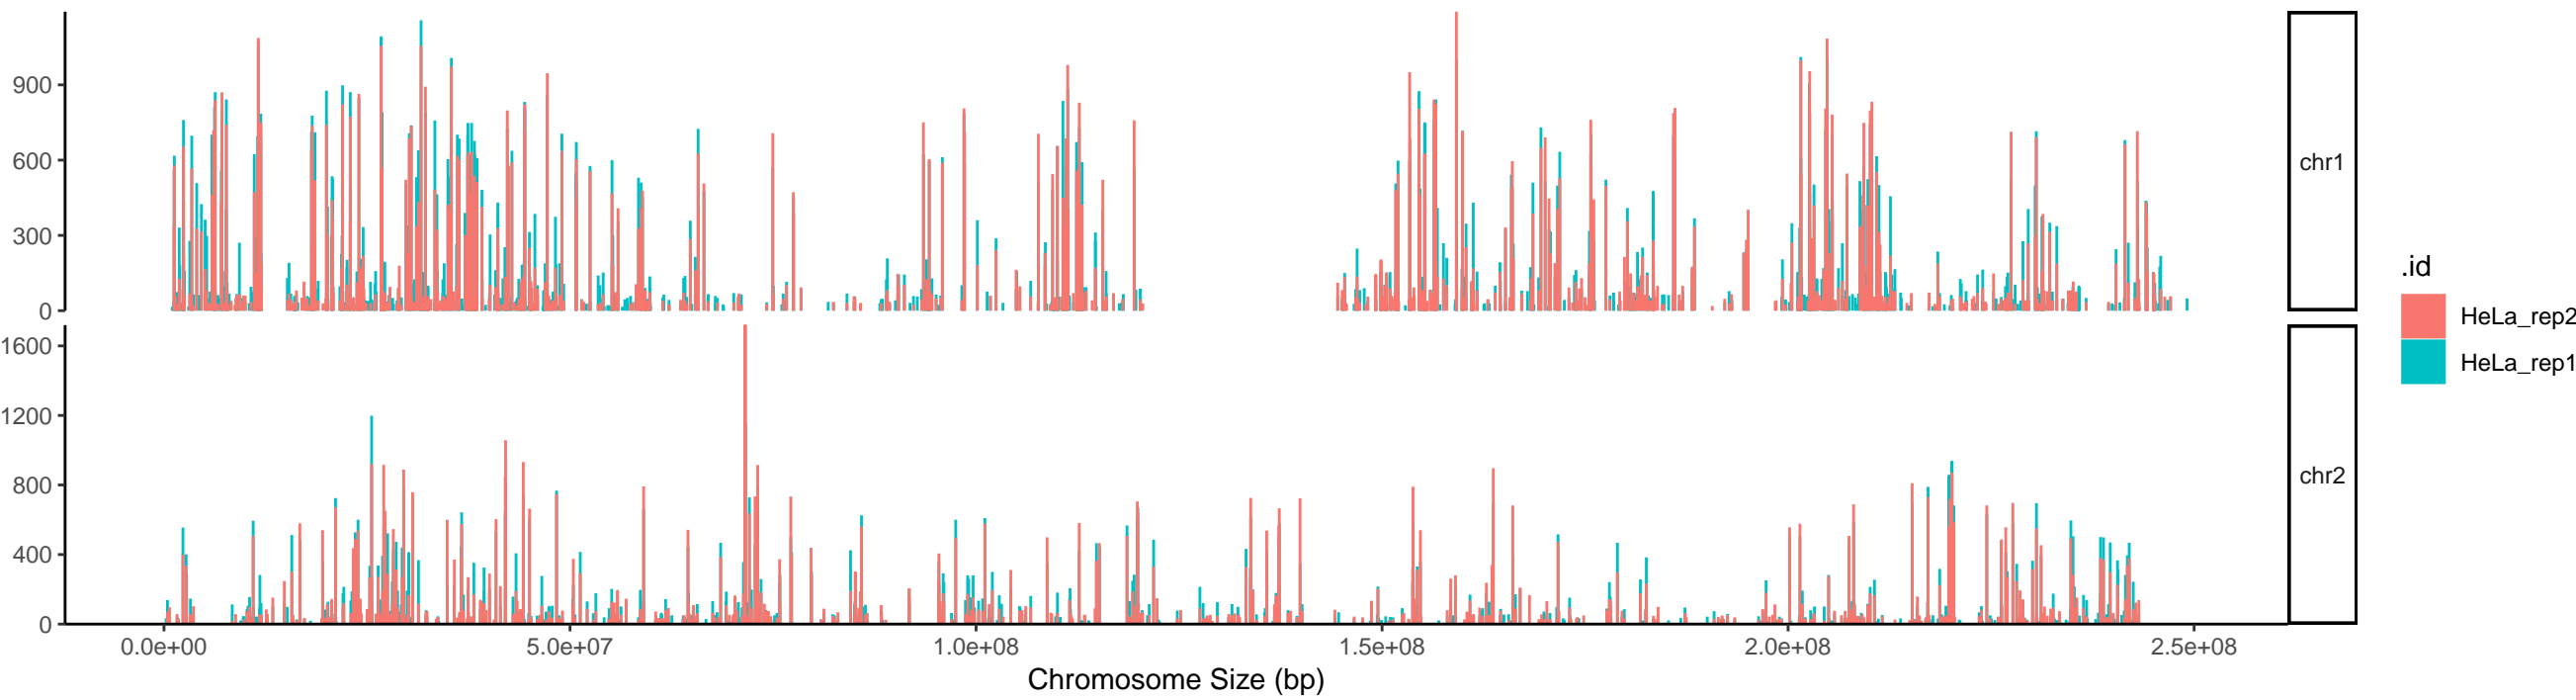 900
600
300
0
chr1
1600
1200
800
400
0
chr2
0.0e+00 5.0e+07 1.0e+08 1.5e+08 2.0e+08 2.5e+08
Chromosome Size (bp)
.id
HeLa_rep2
HeLa_rep1